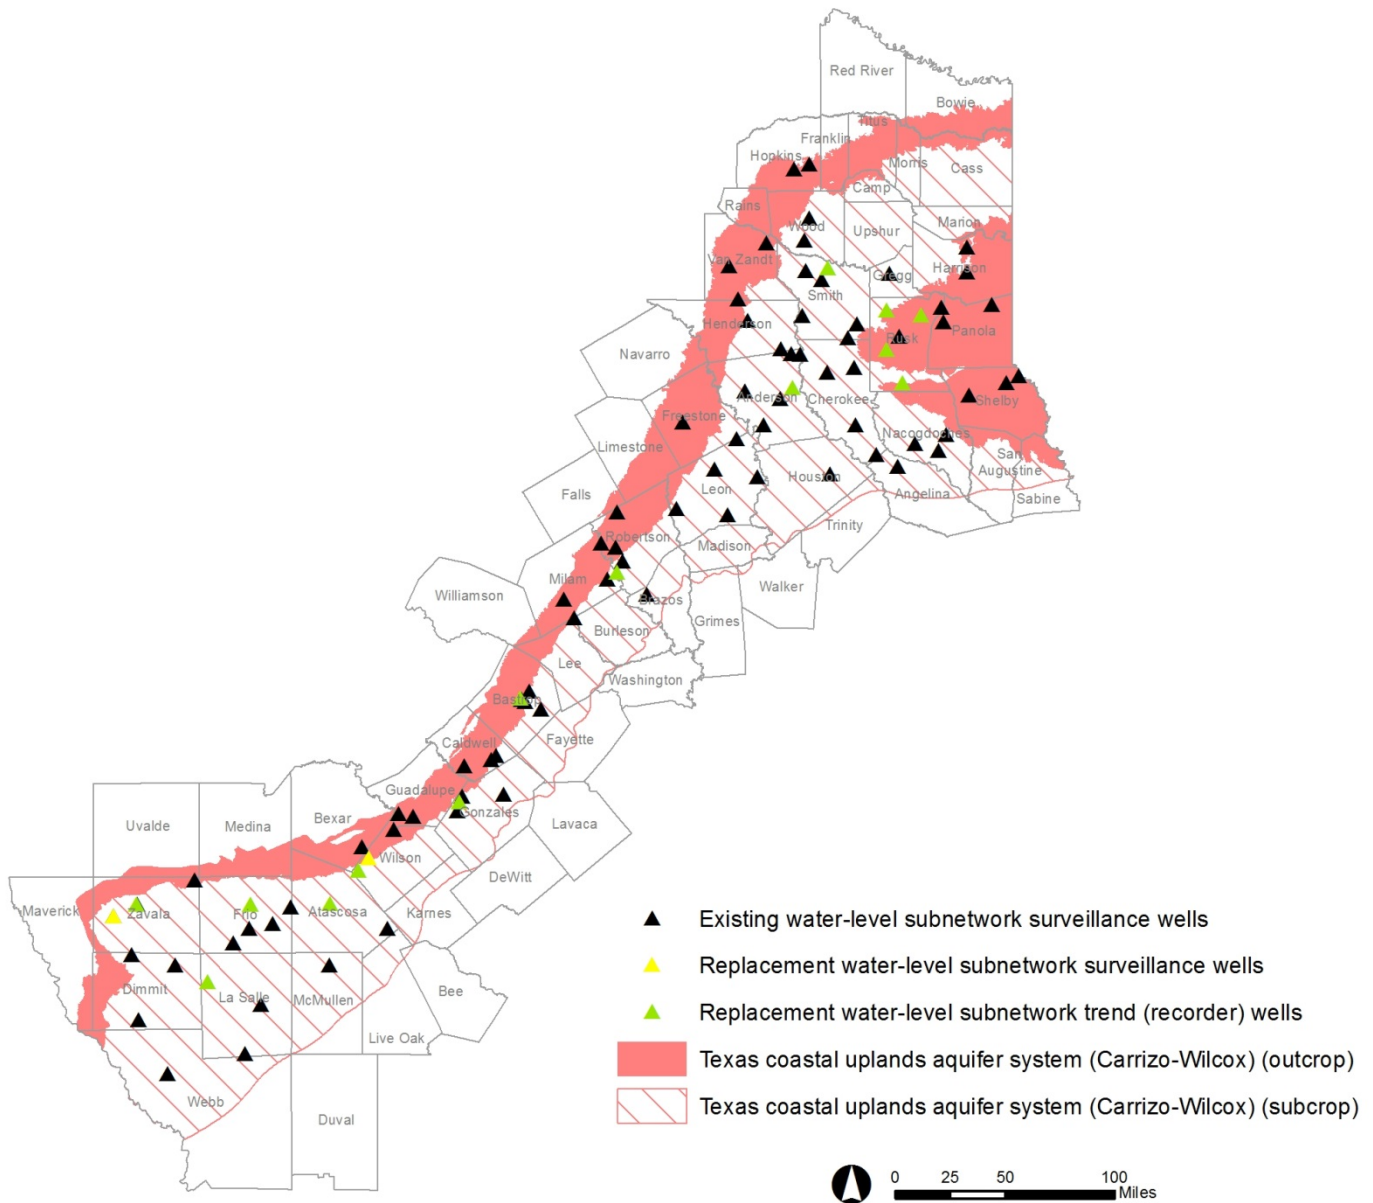 Red River
Bowie
Titus
Franklin
Hopkins
Morris
Cass
Camp
Rains
Marion
Wood
Upshur
Van Zandt
Harrison
Gregg
Smith
Henderson
Panola
Rusk
Navarro
Anderson
Cherokee
Shelby
Freestone
Nacogdoches
Limestone
San
Augustine
Houston
Leon
Falls
Angelina
Sabine
Trinity
Robertson
Madison
Milam
Walker
Williamson
Brazos
Grimes
Burleson
Lee
Washington
Bastrop
Fayette
Caldwell
Guadalupe
Gonzales
Bexar
Lavaca
Uvalde
Medina
Wilson
DeWitt
Maverick
Zavala
Frio
Atascosa
Karnes
Dimmit
La Salle
McMullen
Bee
Live Oak
Webb
Duval
Existing water-level subnetwork surveillance wells
Replacement water-level subnetwork surveillance wells
Replacement water-level subnetwork trend (recorder) wells
Texas coastal uplands aquifer system (Carrizo-Wilcox) (outcrop)
Texas coastal uplands aquifer system (Carrizo-Wilcox) (subcrop)
0 25 50 100
Miles